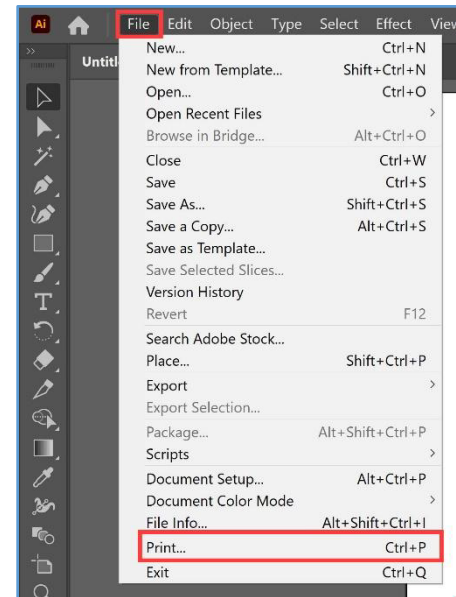 Ai File Edit Object Type Select Effect View
Untitl
New... Ctrl+N
New from Template... Shift+Ctrl+N
Open... Ctrl+O
Open Recent Files >
Browse in Bridge... Alt+Ctrl+O
Close Ctrl+W
Save Ctrl+S
Save As... Shift+Ctrl+S
Save a Copy... Alt+Ctrl+S
Save as Template...
Save Selected Slices...
Version History
Revert F12
Search Adobe Stock...
Place... Shift+Ctrl+P
Export >
Export Selection...
Package... Alt+Shift+Ctrl+P
Scripts >
Document Setup... Alt+Ctrl+P
Document Color Mode >
File Info... Alt+Shift+Ctrl+I
Print... Ctrl+P
Exit Ctrl+Q